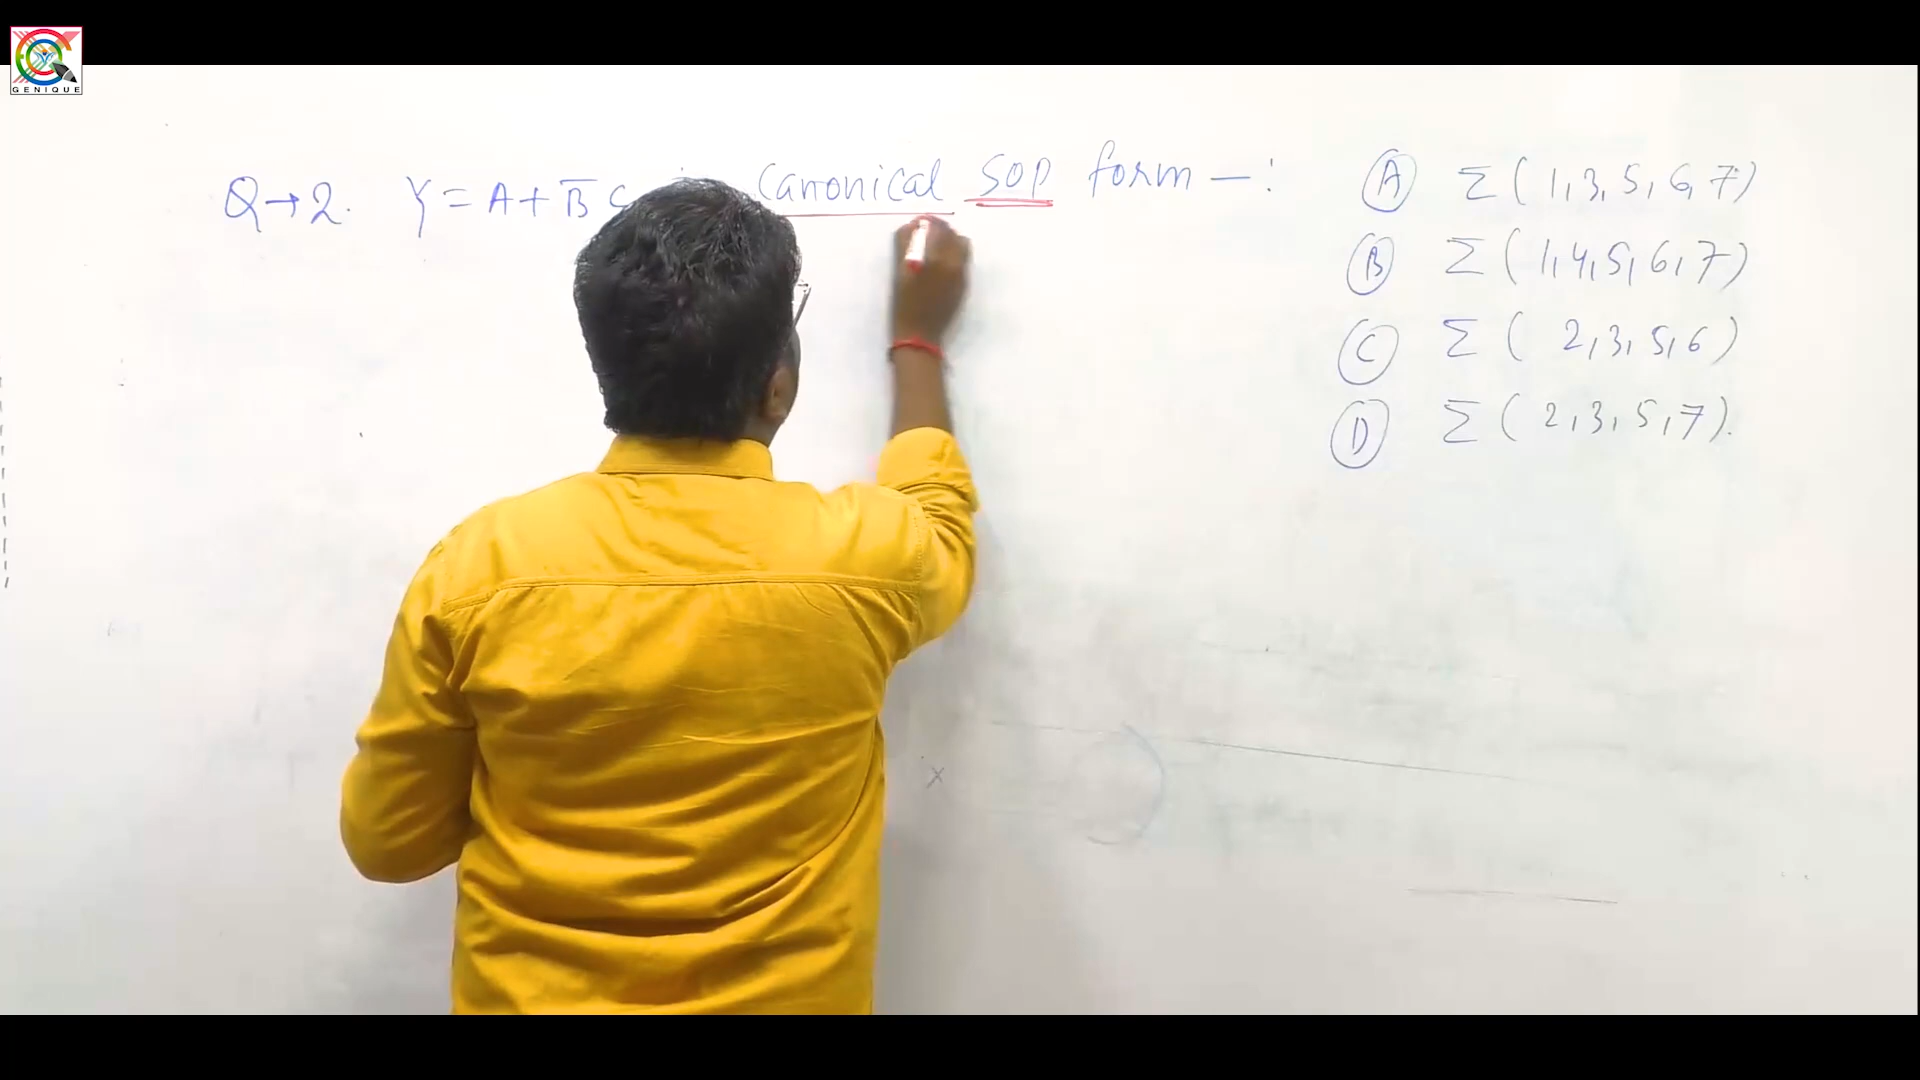 GENIQUE
Q→2. Y = A + B̅ C Canonical SOP form —:
(A) Σ ( 1, 3, 5, 6, 7 )
(B) Σ ( 1, 4, 5, 6, 7 )
(C) Σ ( 2, 3, 5, 6 )
(D) Σ ( 2, 3, 5, 7 ).
x